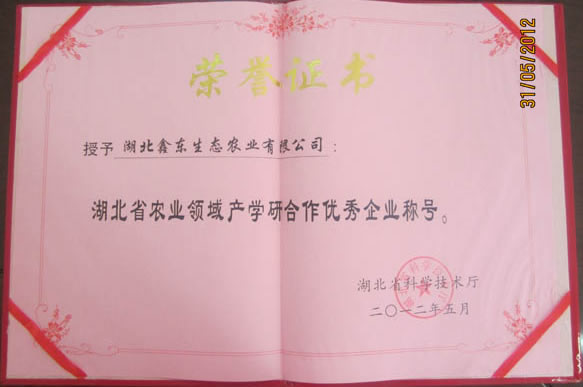 荣誉证书
授予 湖北鑫东生态农业有限公司：
湖北省农业领域产学研合作优秀企业称号。
湖北省科学技术厅
二〇一二年五月
31/05/2012